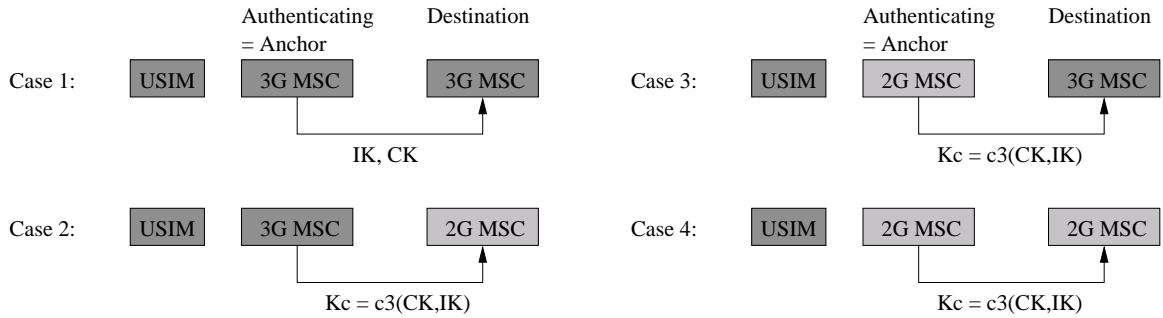 Authenticating Destination Authenticating Destination
= Anchor = Anchor
Case 1: USIM 3G MSC 3G MSC Case 3: USIM 2G MSC 3G MSC
IK, CK Kc = c3(CK,IK)
Case 2: USIM 3G MSC 2G MSC Case 4: USIM 2G MSC 2G MSC
Kc = c3(CK,IK) Kc = c3(CK,IK)